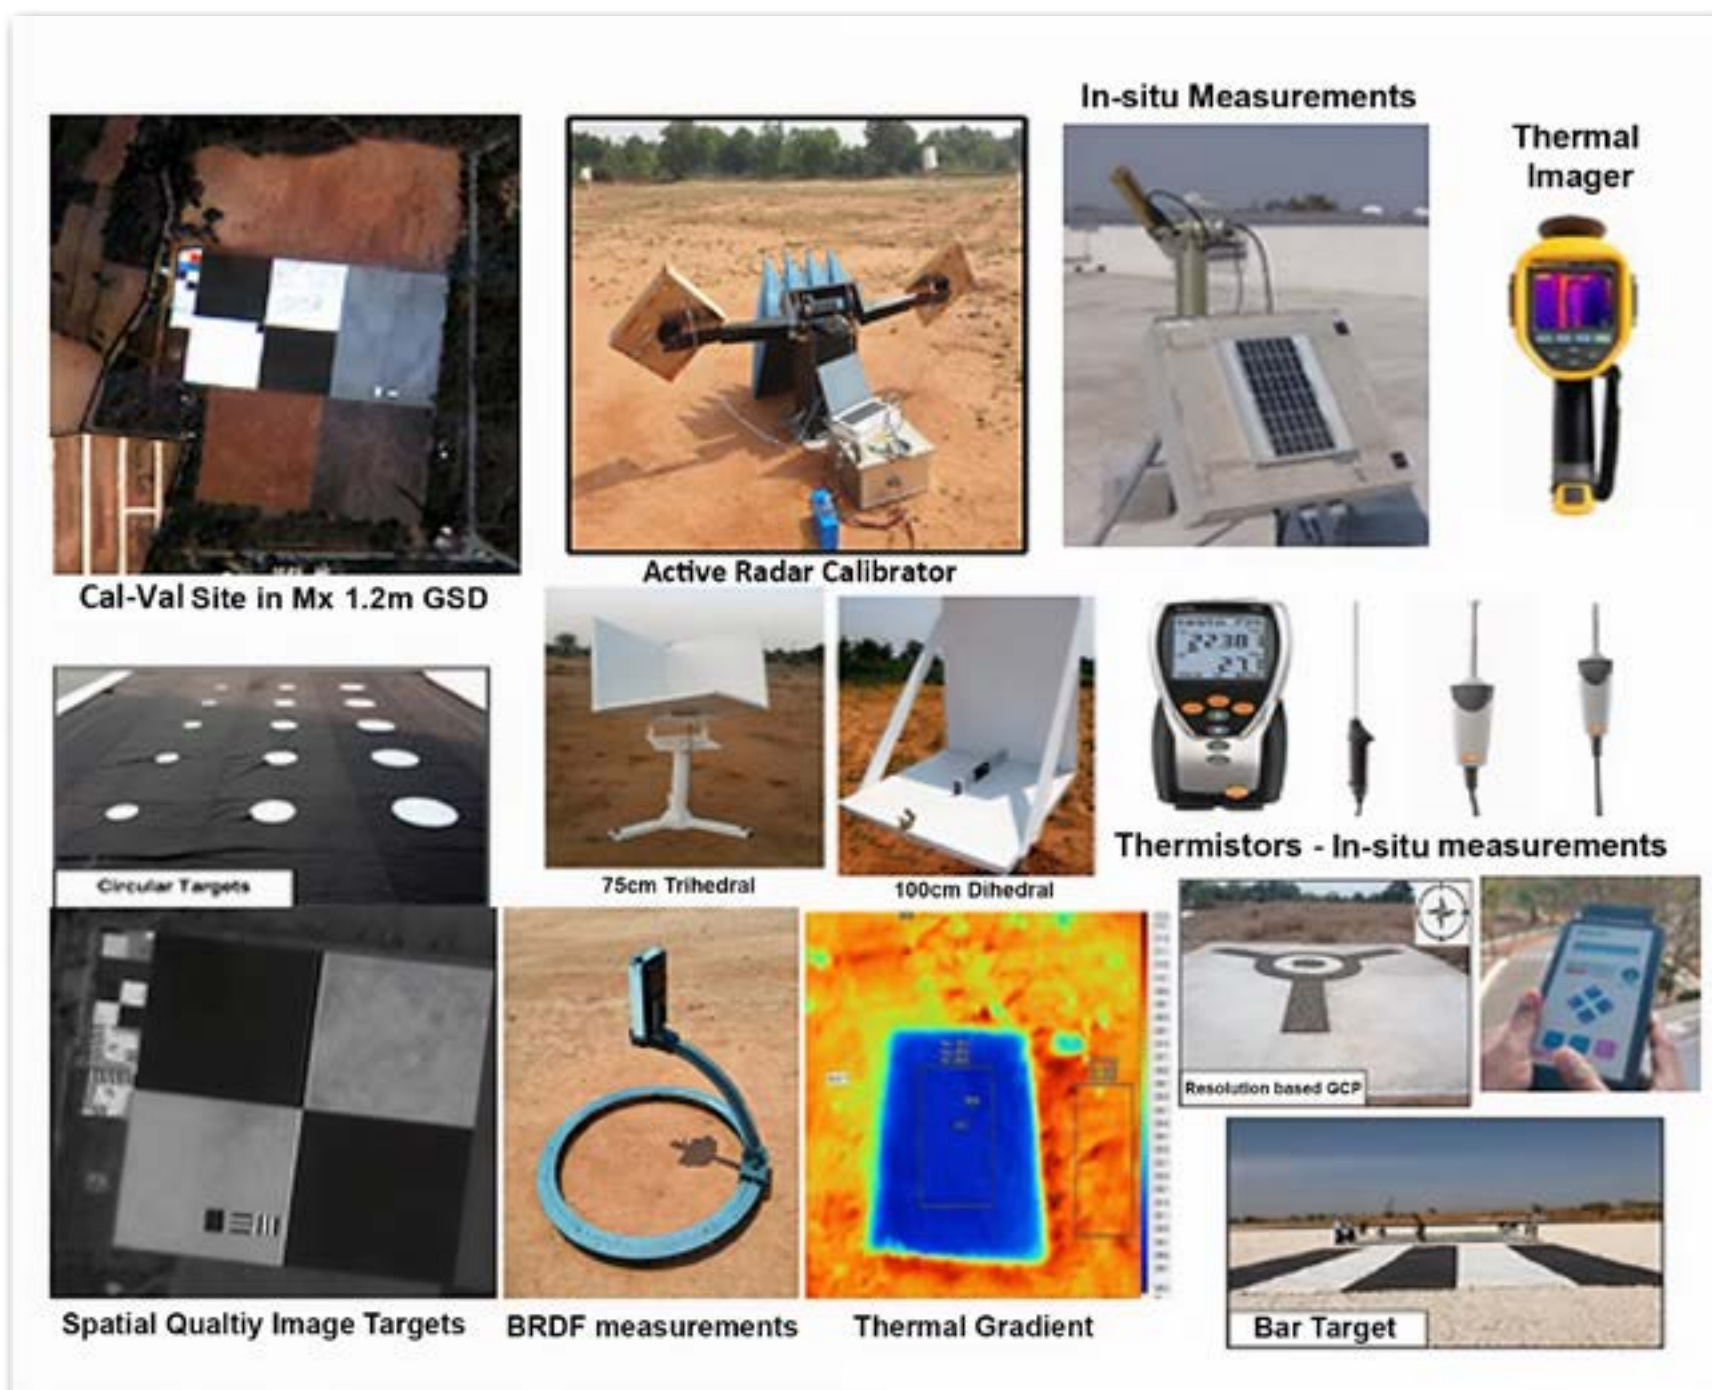 In-situ Measurements
Thermal
Imager
Active Radar Calibrator
Cal-Val Site in Mx 1.2m GSD
Circular Targets
75cm Trihedral
100cm Dihedral
Thermistors - In-situ measurements
Resolution based GCP
Spatial Qualtiy Image Targets
BRDF measurements
Thermal Gradient
Bar Target